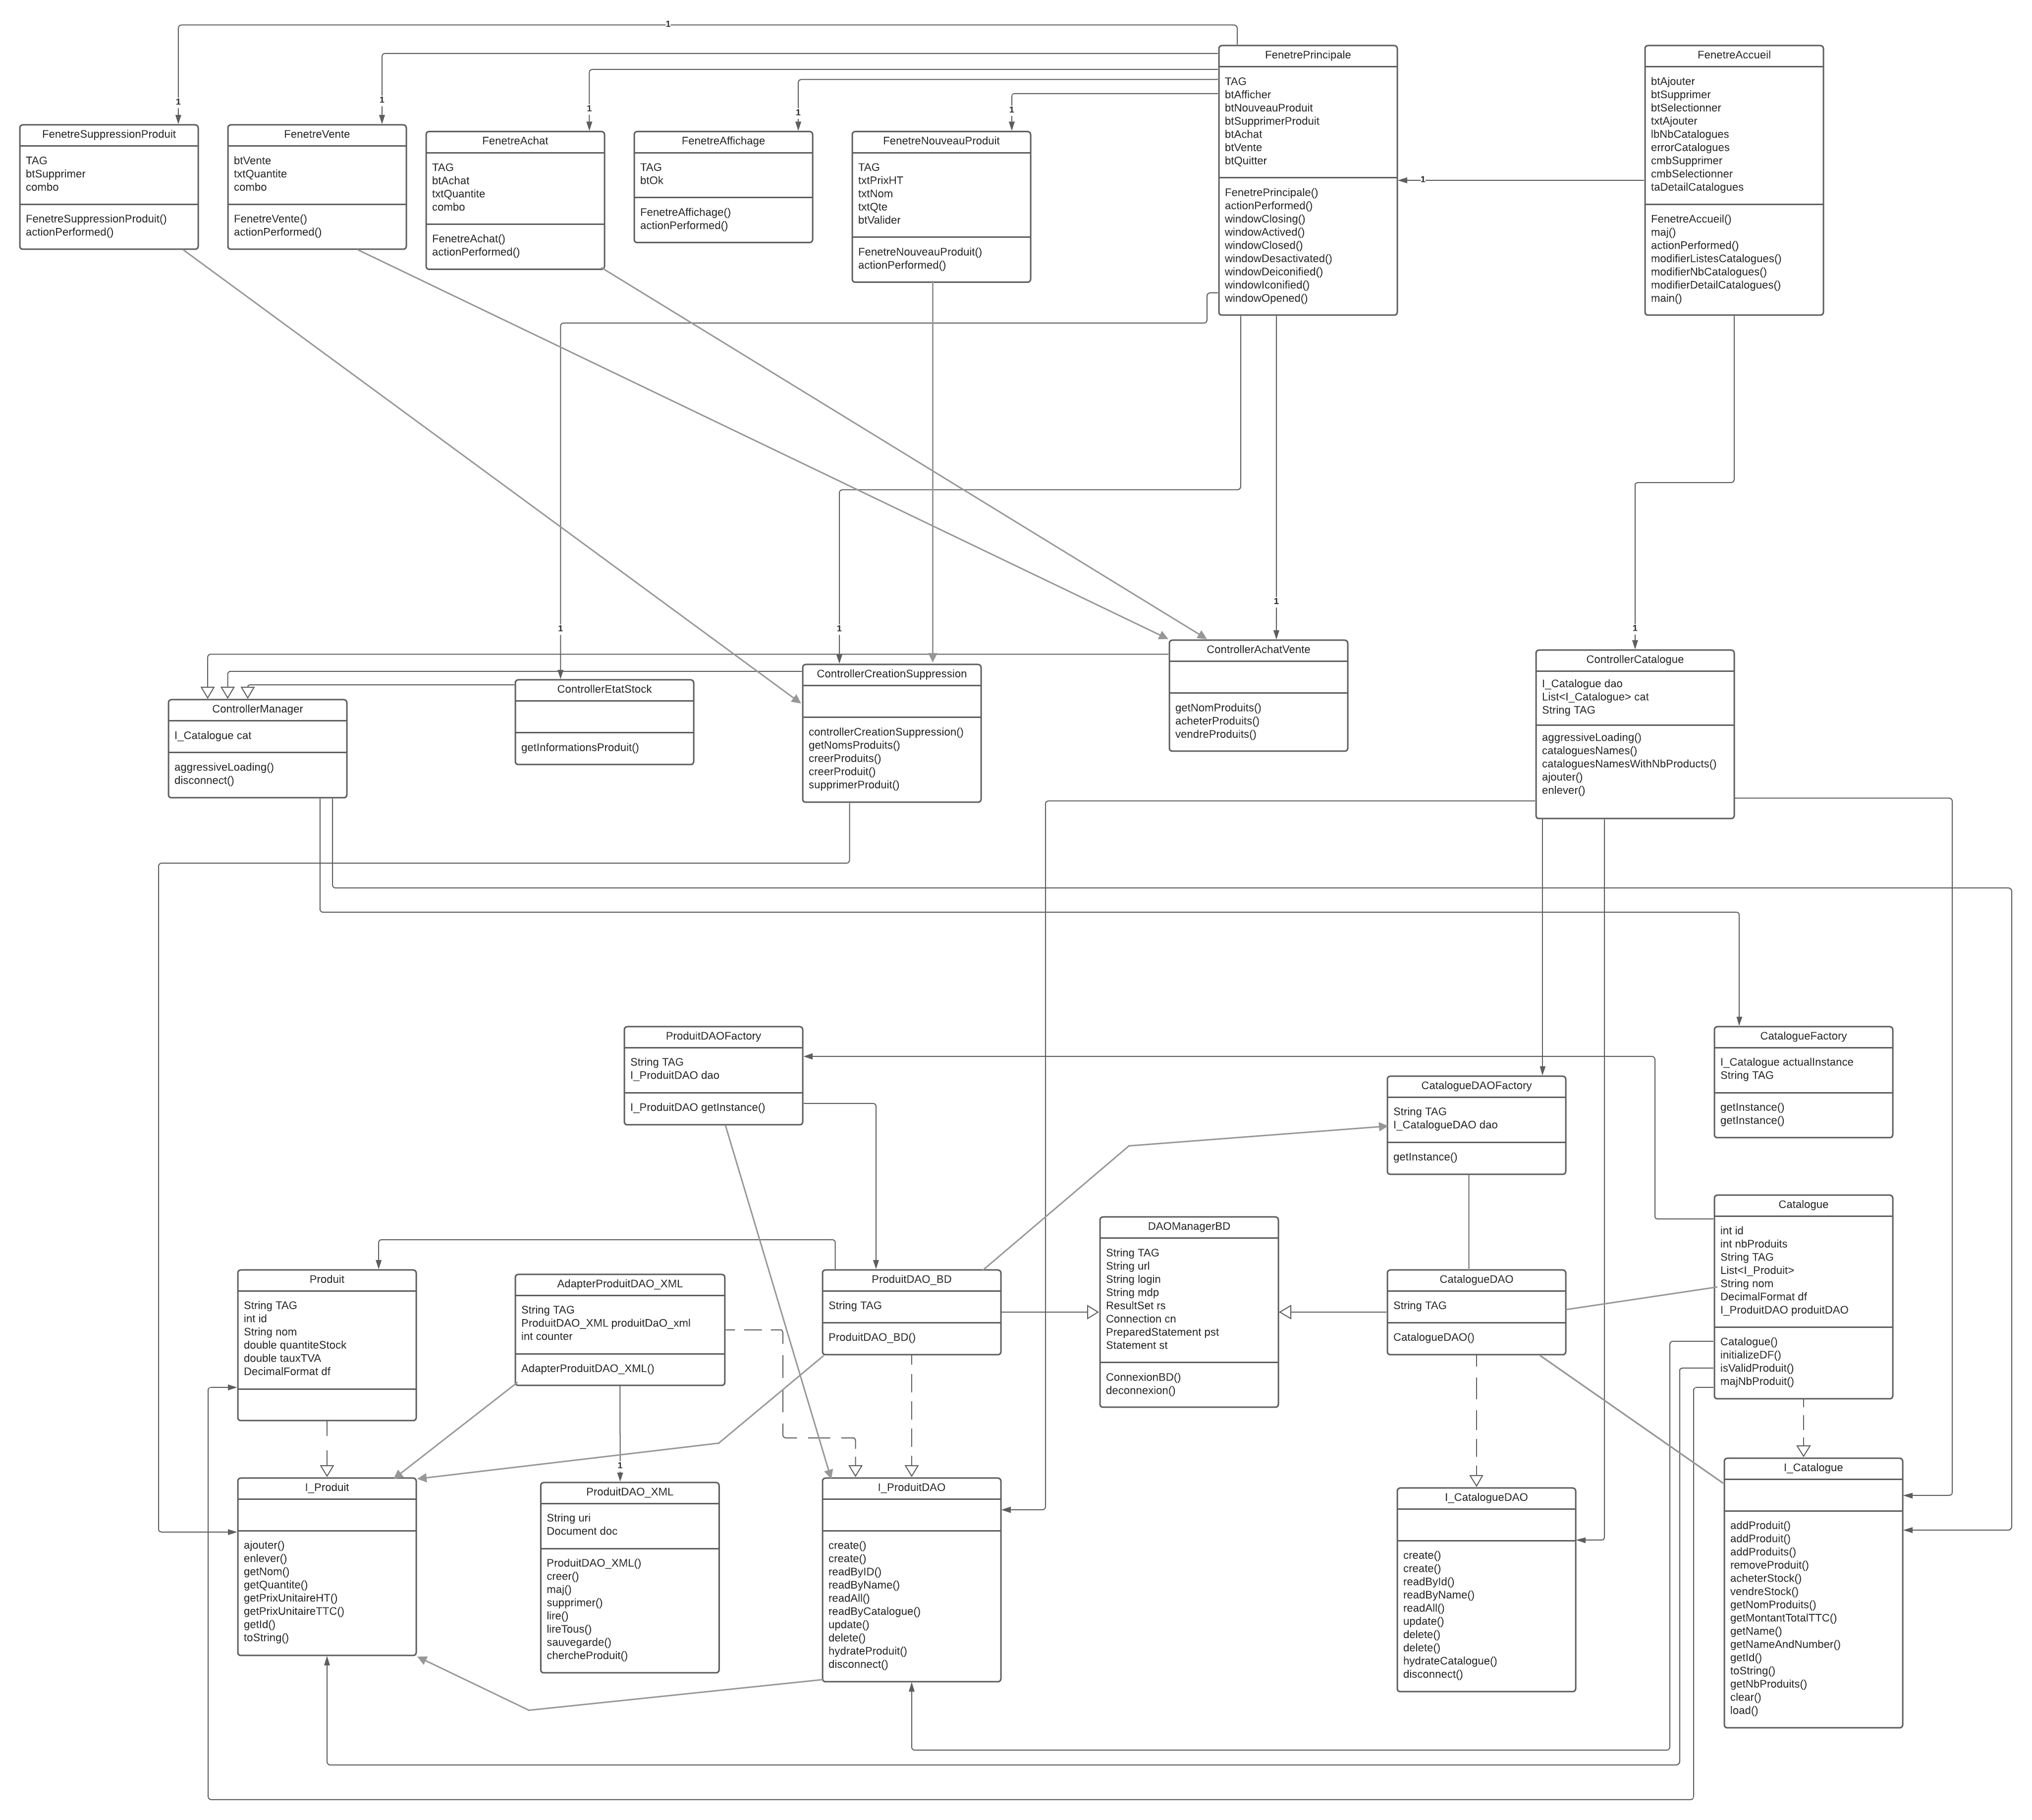 1
FenetrePrincipale
TAG
btAfficher
btNouveauProduit
btSupprimerProduit
btAchat
btVente
btQuitter
FenetrePrincipale()
actionPerformed()
windowClosing()
windowActived()
windowClosed()
windowDesactivated()
windowDeiconified()
windowIconified()
windowOpened()
FenetreAccueil
btAjouter
btSupprimer
btSelectionner
txtAjouter
lbNbCatalogues
errorCatalogues
cmbSupprimer
cmbSelectionner
taDetailCatalogues
FenetreAccueil()
maj()
actionPerformed()
modifierListesCatalogues()
modifierNbCatalogues()
modifierDetailCatalogues()
main()
1
1
1
1
1
1
FenetreSuppressionProduit
TAG
btSupprimer
combo
FenetreSuppressionProduit()
actionPerformed()
FenetreVente
btVente
txtQuantite
combo
FenetreVente()
actionPerformed()
FenetreAchat
TAG
btAchat
txtQuantite
combo
FenetreAchat()
actionPerformed()
FenetreAffichage
TAG
btOk
FenetreAffichage()
actionPerformed()
FenetreNouveauProduit
TAG
txtPrixHT
txtNom
txtQte
btValider
FenetreNouveauProduit()
actionPerformed()
1
1
1
1
ControllerManager
I_Catalogue cat
aggressiveLoading()
disconnect()
ControllerEtatStock
getInformationsProduit()
ControllerCreationSuppression
controllerCreationSuppression()
getNomsProduits()
creerProduits()
creerProduit()
supprimerProduit()
ControllerAchatVente
getNomProduits()
acheterProduits()
vendreProduits()
ControllerCatalogue
I_Catalogue dao
List<I_Catalogue> cat
String TAG
aggressiveLoading()
cataloguesNames()
cataloguesNamesWithNbProducts()
ajouter()
enlever()
ProduitDAOFactory
String TAG
I_ProduitDAO dao
I_ProduitDAO getInstance()
CatalogueDAOFactory
String TAG
I_CatalogueDAO dao
getInstance()
CatalogueFactory
I_Catalogue actualInstance
String TAG
getInstance()
getInstance()
Produit
String TAG
int id
String nom
double quantiteStock
double tauxTVA
DecimalFormat df
AdapterProduitDAO_XML
String TAG
ProduitDAO_XML produitDaO_xml
int counter
AdapterProduitDAO_XML()
ProduitDAO_BD
String TAG
ProduitDAO_BD()
DAOManagerBD
String TAG
String url
String login
String mdp
ResultSet rs
Connection cn
PreparedStatement pst
Statement st
ConnexionBD()
deconnexion()
CatalogueDAO
String TAG
CatalogueDAO()
Catalogue
int id
int nbProduits
String TAG
List<I_Produit>
String nom
DecimalFormat df
I_ProduitDAO produitDAO
Catalogue()
initializeDF()
isValidProduit()
majNbProduit()
1
I_Produit
ajouter()
enlever()
getNom()
getQuantite()
getPrixUnitaireHT()
getPrixUnitaireTTC()
getId()
toString()
ProduitDAO_XML
String uri
Document doc
ProduitDAO_XML()
creer()
maj()
supprimer()
lire()
lireTous()
sauvegarde()
chercheProduit()
I_ProduitDAO
create()
create()
readByID()
readByName()
readAll()
readByCatalogue()
update()
delete()
hydrateProduit()
disconnect()
I_CatalogueDAO
create()
create()
readById()
readByName()
readAll()
update()
delete()
delete()
hydrateCatalogue()
disconnect()
I_Catalogue
addProduit()
addProduit()
addProduits()
removeProduit()
acheterStock()
vendreStock()
getNomProduits()
getMontantTotalTTC()
getName()
getNameAndNumber()
getId()
toString()
getNbProduits()
clear()
load()